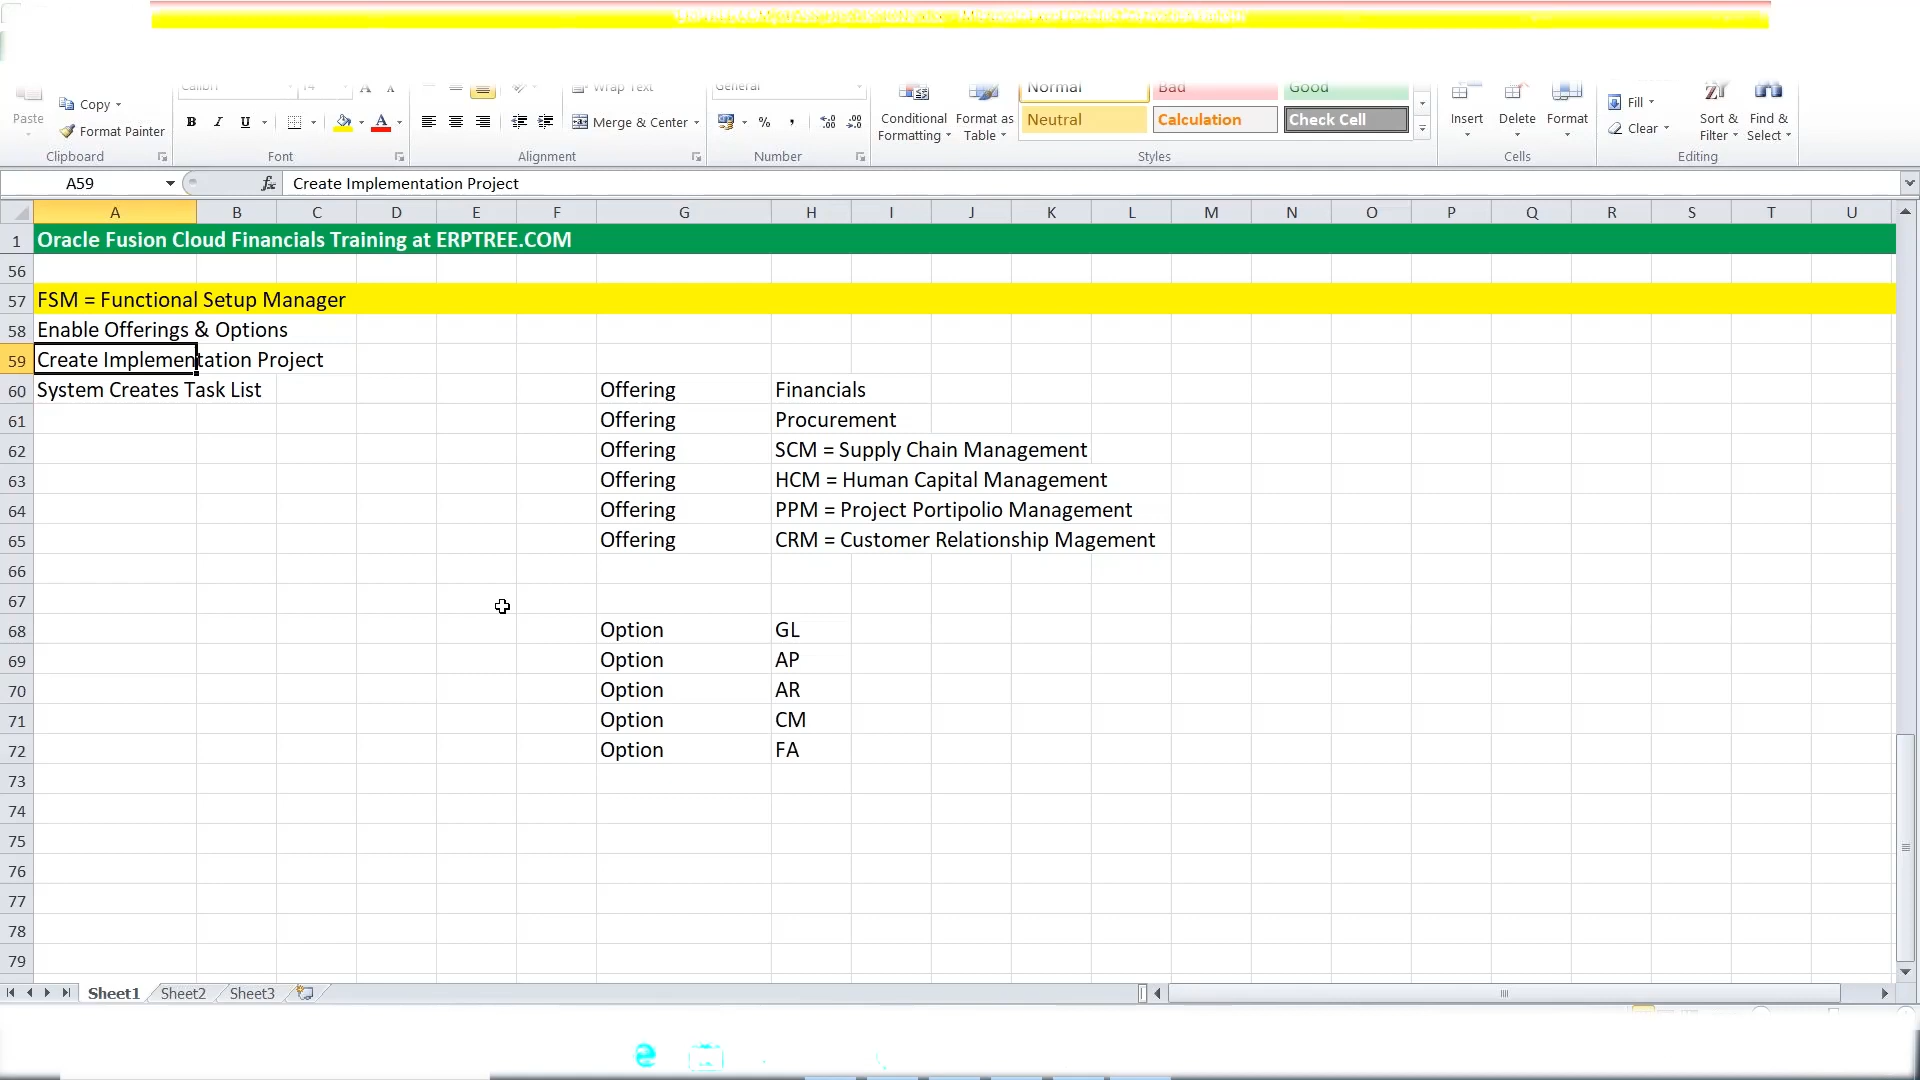 Calibri 14 A A Wrap Text General Normal Bad Good
Paste Copy Format Painter B I U A Merge & Center % , Conditional Formatting Format as Table Neutral Calculation Check Cell Insert Delete Format Fill Clear Sort & Filter Find & Select
Clipboard Font Alignment Number Styles Cells Editing
A59 fx Create Implementation Project
A B C D E F G H I J K L M N O P Q R S T U
1 Oracle Fusion Cloud Financials Training at ERPTREE.COM
56
57 FSM = Functional Setup Manager
58 Enable Offerings & Options
59 Create Implementation Project
60 System Creates Task List Offering Financials
61 Offering Procurement
62 Offering SCM = Supply Chain Management
63 Offering HCM = Human Capital Management
64 Offering PPM = Project Portipolio Management
65 Offering CRM = Customer Relationship Magement
66
67
68 Option GL
69 Option AP
70 Option AR
71 Option CM
72 Option FA
73
74
75
76
77
78
79
Sheet1 Sheet2 Sheet3